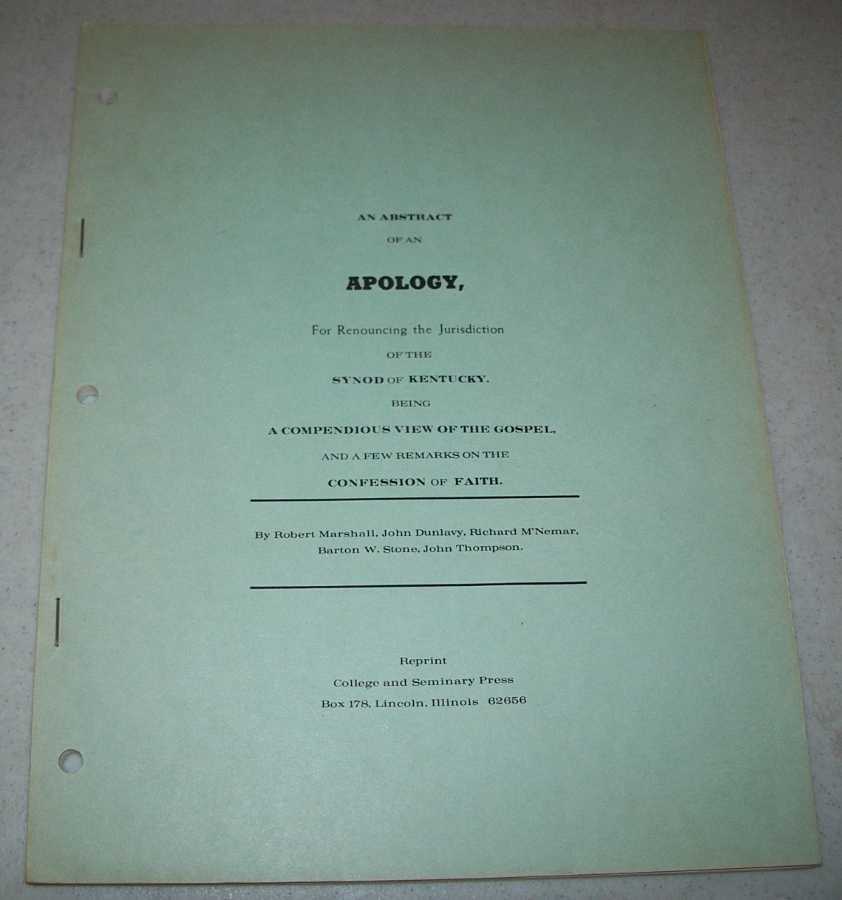 AN ABSTRACT
OF AN
APOLOGY,
For Renouncing the Jurisdiction
OF THE
SYNOD OF KENTUCKY.
BEING
A COMPENDIOUS VIEW OF THE GOSPEL,
AND A FEW REMARKS ON THE
CONFESSION OF FAITH.
By Robert Marshall, John Dunlavy, Richard M'Nemar,
Barton W. Stone, John Thompson.
Reprint
College and Seminary Press
Box 178, Lincoln, Illinois 62656